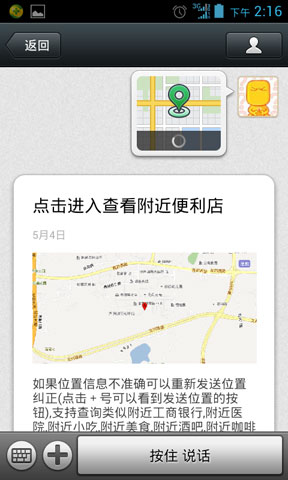 3G
下午 2:16
返回
点击进入查看附近便利店
5月4日
如果位置信息不准确可以重新发送位置
纠正(点击 + 号可以看到发送位置的按
钮),支持查询类似附近工商银行,附近医
院,附近小吃,附近美食,附近酒吧,附近咖啡
按住 说话